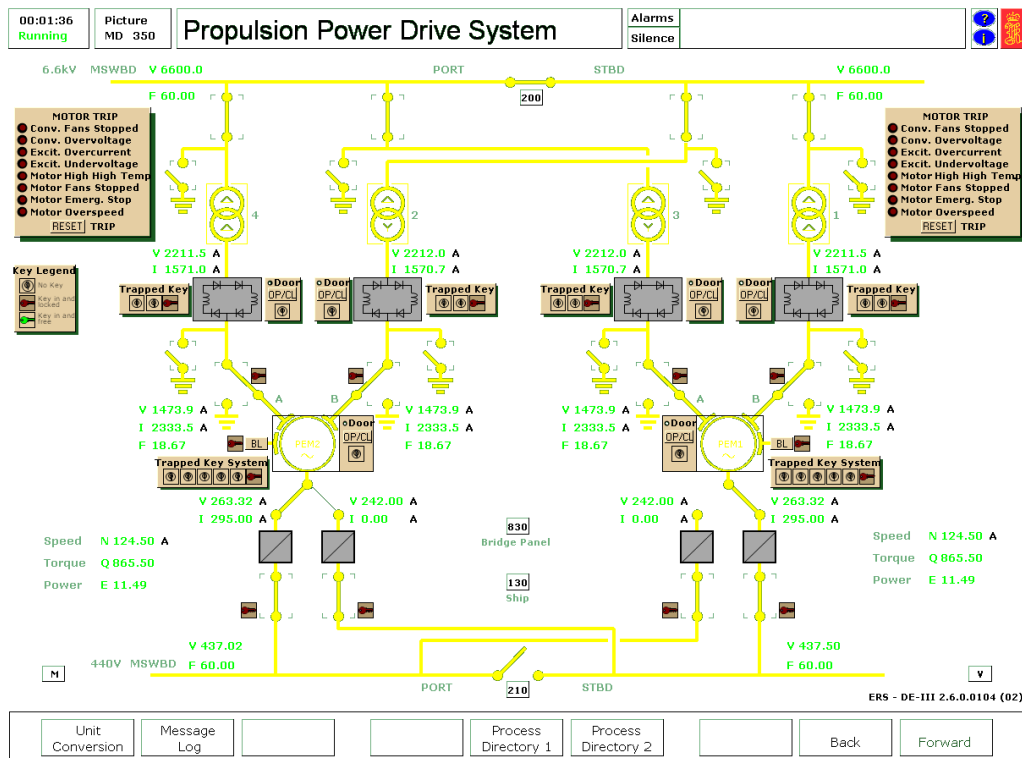 00:01:36
Running
Picture
MD 350
Propulsion Power Drive System
Alarms
Silence
?
i
6.6kV MSWBD V 6600.0 PORT STBD V 6600.0
F 60.00 200 F 60.00
MOTOR TRIP
Conv. Fans Stopped
Conv. Overvoltage
Excit. Overcurrent
Excit. Undervoltage
Motor High High Temp
Motor Fans Stopped
Motor Emerg. Stop
Motor Overspeed
RESET TRIP
MOTOR TRIP
Conv. Fans Stopped
Conv. Overvoltage
Excit. Overcurrent
Excit. Undervoltage
Motor High High Temp
Motor Fans Stopped
Motor Emerg. Stop
Motor Overspeed
RESET TRIP
4 2 3 1
V 2211.5 A V 2212.0 A V 2212.0 A V 2211.5 A
I 1571.0 A I 1570.7 A I 1570.7 A I 1571.0 A
Key Legend
No Key
Key in and
locked
Key in and
free
Trapped Key
Door
OP/CL
Door
OP/CL
Trapped Key
Trapped Key
Door
OP/CL
Door
OP/CL
Trapped Key
A B A B
V 1473.9 A V 1473.9 A V 1473.9 A V 1473.9 A
I 2333.5 A I 2333.5 A I 2333.5 A I 2333.5 A
F 18.67 F 18.67 F 18.67 F 18.67
BL
PEM2
Door
OP/CL
Door
OP/CL
PEM1
BL
Trapped Key System
Trapped Key System
V 263.32 A V 242.00 A V 242.00 A V 263.32 A
I 295.00 A I 0.00 A I 0.00 A I 295.00 A
830
Bridge Panel
Speed N 124.50 A
Torque Q 865.50
Power E 11.49
Speed N 124.50 A
Torque Q 865.50
Power E 11.49
130
Ship
V 437.02 V 437.50
440V MSWBD F 60.00 F 60.00
M
PORT 210 STBD
V
ERS - DE-III 2.6.0.0104 (02)
Unit
Conversion
Message
Log
Process
Directory 1
Process
Directory 2
Back
Forward